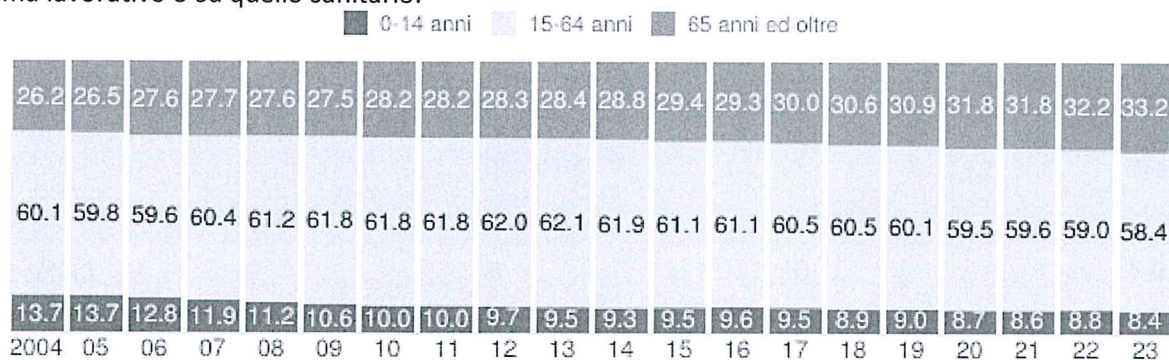 ma lavorativo e su quello sanitario.
0-14 anni 15-64 anni 65 anni ed oltre
26.2 26.5 27.6 27.7 27.6 27.5 28.2 28.2 28.3 28.4 28.8 29.4 29.3 30.0 30.6 30.9 31.8 31.8 32.2 33.2
60.1 59.8 59.6 60.4 61.2 61.8 61.8 61.8 62.0 62.1 61.9 61.1 61.1 60.5 60.5 60.1 59.5 59.6 59.0 58.4
13.7 13.7 12.8 11.9 11.2 10.6 10.0 10.0 9.7 9.5 9.3 9.5 9.6 9.5 8.9 9.0 8.7 8.6 8.8 8.4
2004 05 06 07 08 09 10 11 12 13 14 15 16 17 18 19 20 21 22 23